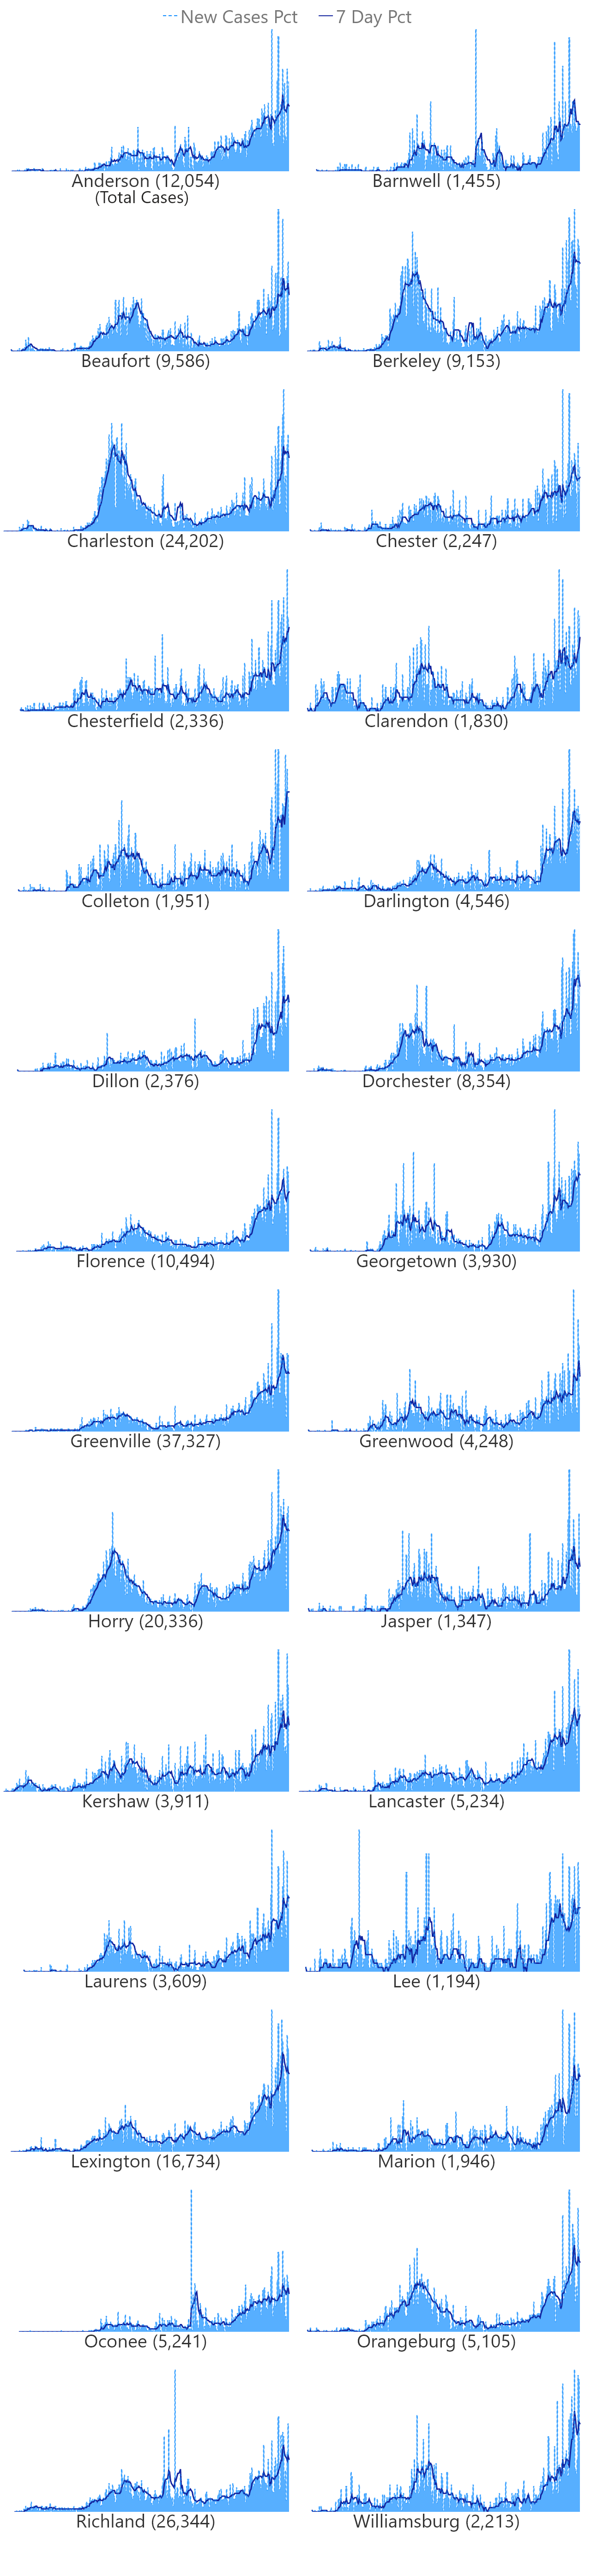 New Cases Pct 7 Day Pct
Anderson (12,054) Barnwell (1,455)
(Total Cases)
Beaufort (9,586) Berkeley (9,153)
Charleston (24,202) Chester (2,247)
Chesterfield (2,336) Clarendon (1,830)
Colleton (1,951) Darlington (4,546)
Dillon (2,376) Dorchester (8,354)
Florence (10,494) Georgetown (3,930)
Greenville (37,327) Greenwood (4,248)
Horry (20,336) Jasper (1,347)
Kershaw (3,911) Lancaster (5,234)
Laurens (3,609) Lee (1,194)
Lexington (16,734) Marion (1,946)
Oconee (5,241) Orangeburg (5,105)
Richland (26,344) Williamsburg (2,213)